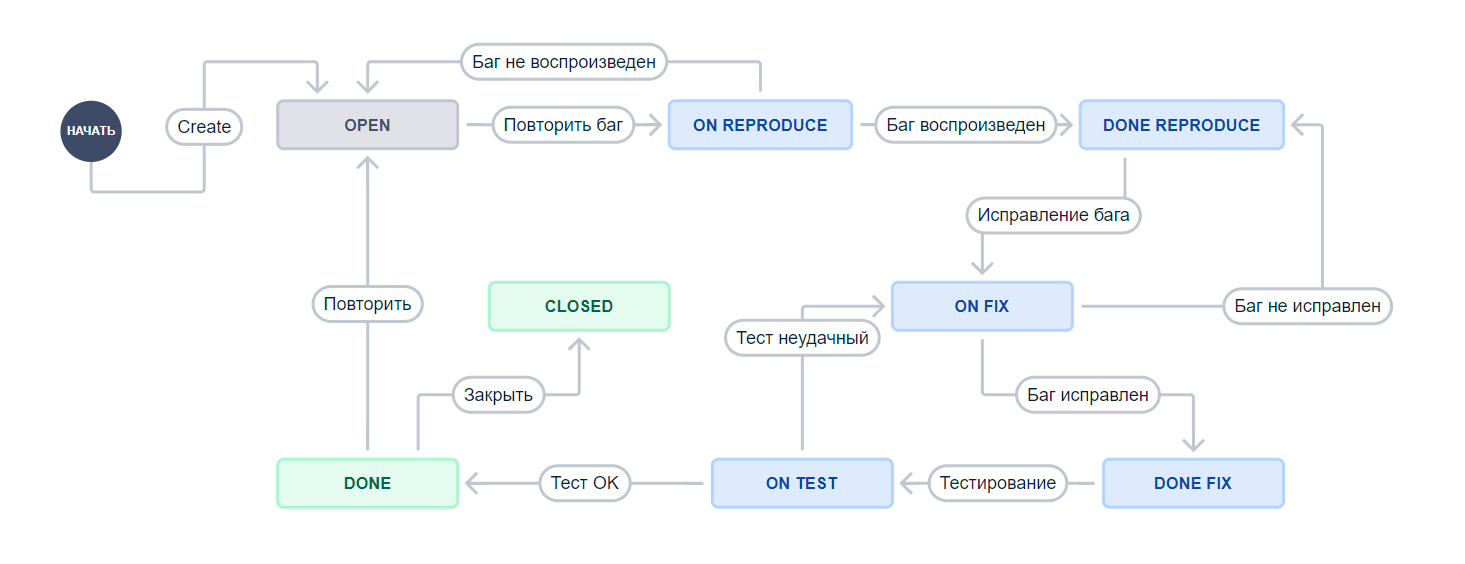 Баг не воспроизведен
НАЧАТЬ
Create
OPEN
Повторить баг
ON REPRODUCE
Баг воспроизведен
DONE REPRODUCE
Исправление бага
Повторить
CLOSED
ON FIX
Баг не исправлен
Тест неудачный
Закрыть
Баг исправлен
DONE
Тест OK
ON TEST
Тестирование
DONE FIX